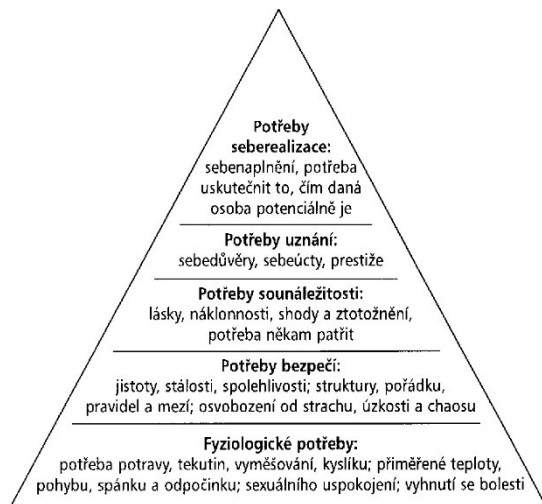 Potřeby
seberealizace:
sebenaplnění, potřeba
uskutečnit to, čím daná
osoba potenciálně je
Potřeby uznání:
sebedůvěry, sebeúcty, prestiže
Potřeby sounáležitosti:
lásky, náklonnosti, shody a ztotožnění,
potřeba někam patřit
Potřeby bezpečí:
jistoty, stálosti, spolehlivosti; struktury, pořádku,
pravidel a mezí; osvobození od strachu, úzkosti a chaosu
Fyziologické potřeby:
potřeba potravy, tekutin, vyměšování, kyslíku; přiměřené teploty,
pohybu, spánku a odpočinku; sexuálního uspokojení; vyhnutí se bolesti